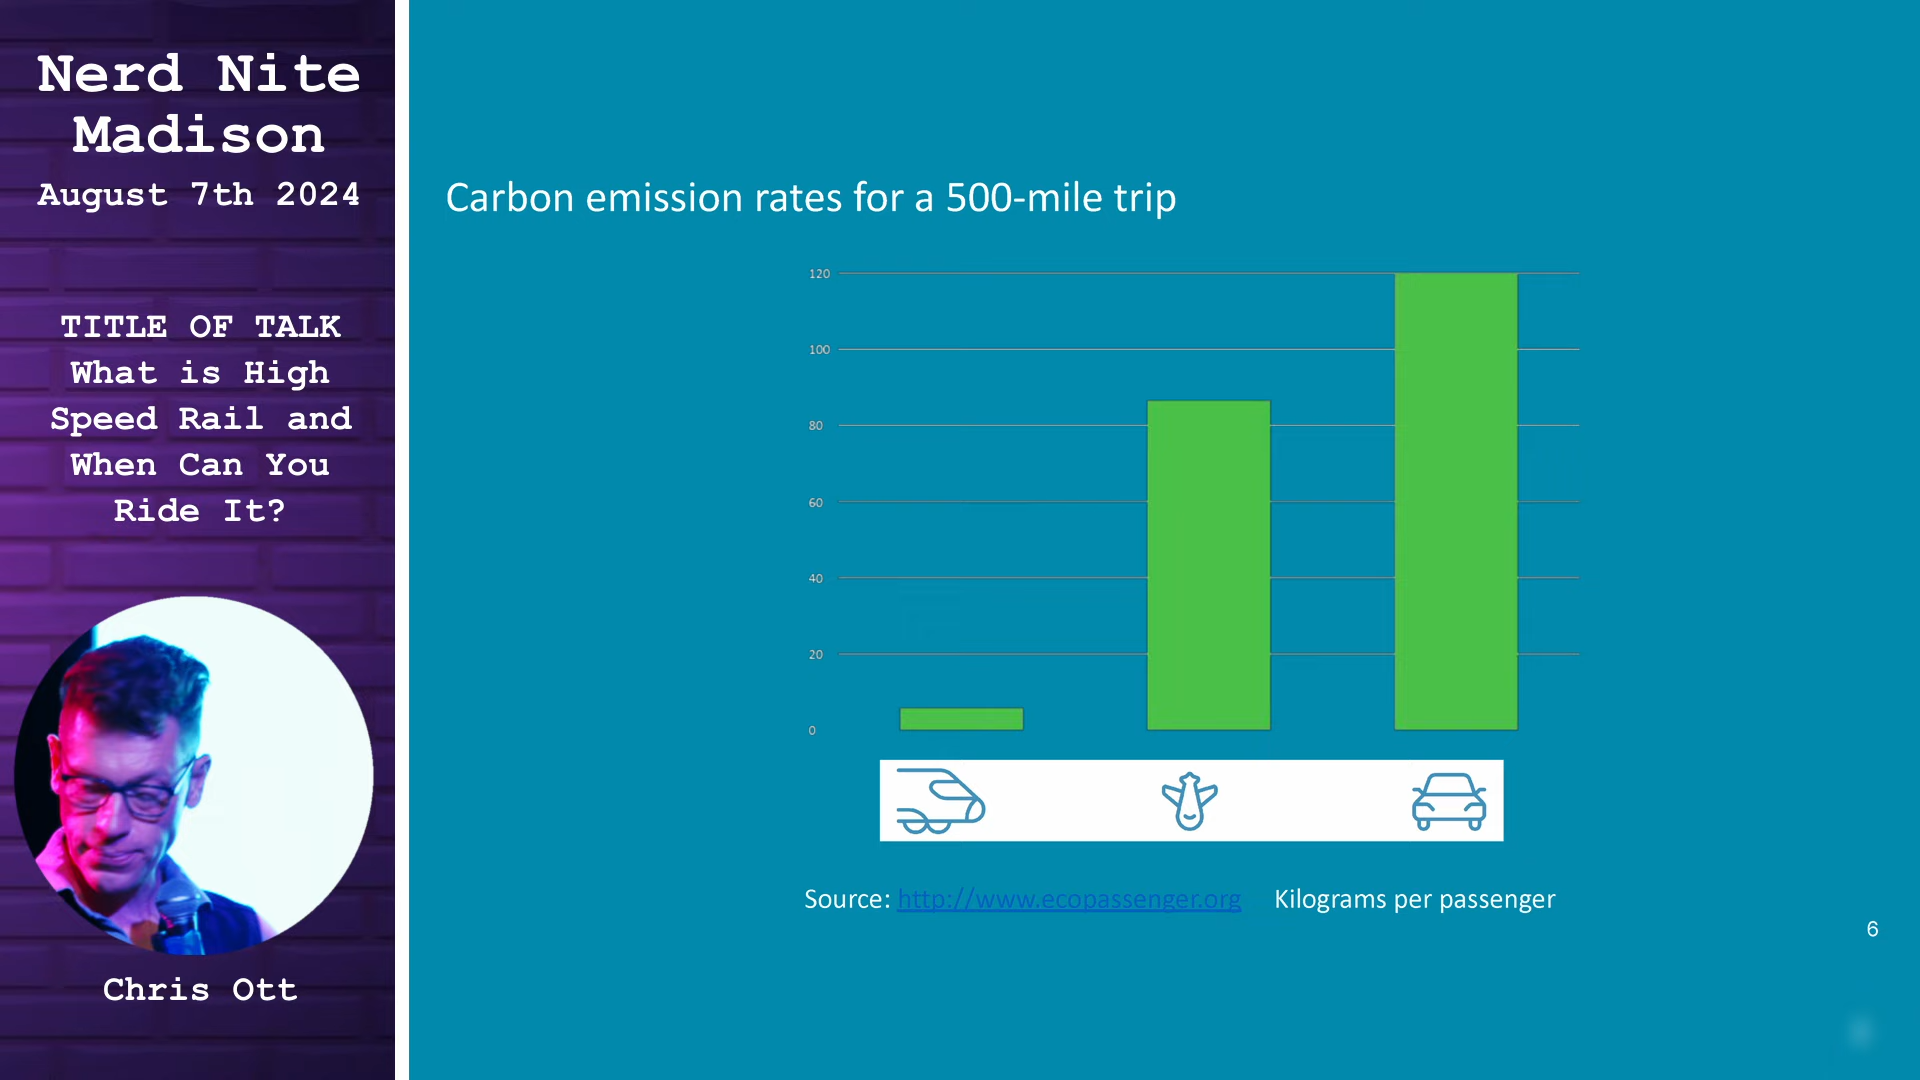 Nerd Nite
Madison
August 7th 2024
TITLE OF TALK
What is High
Speed Rail and
When Can You
Ride It?
Chris Ott
Carbon emission rates for a 500-mile trip
120
100
80
60
40
20
0
Source: http://www.ecopassenger.org Kilograms per passenger
6